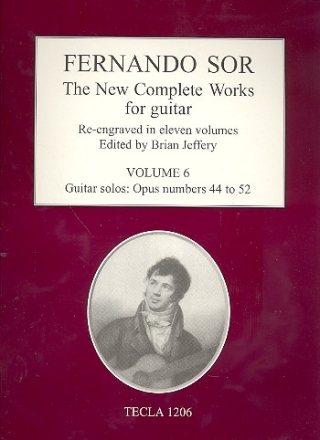 FERNANDO SOR
The New Complete Works
for guitar
Re-engraved in eleven volumes
Edited by Brian Jeffery
VOLUME 6
Guitar solos: Opus numbers 44 to 52
TECLA 1206